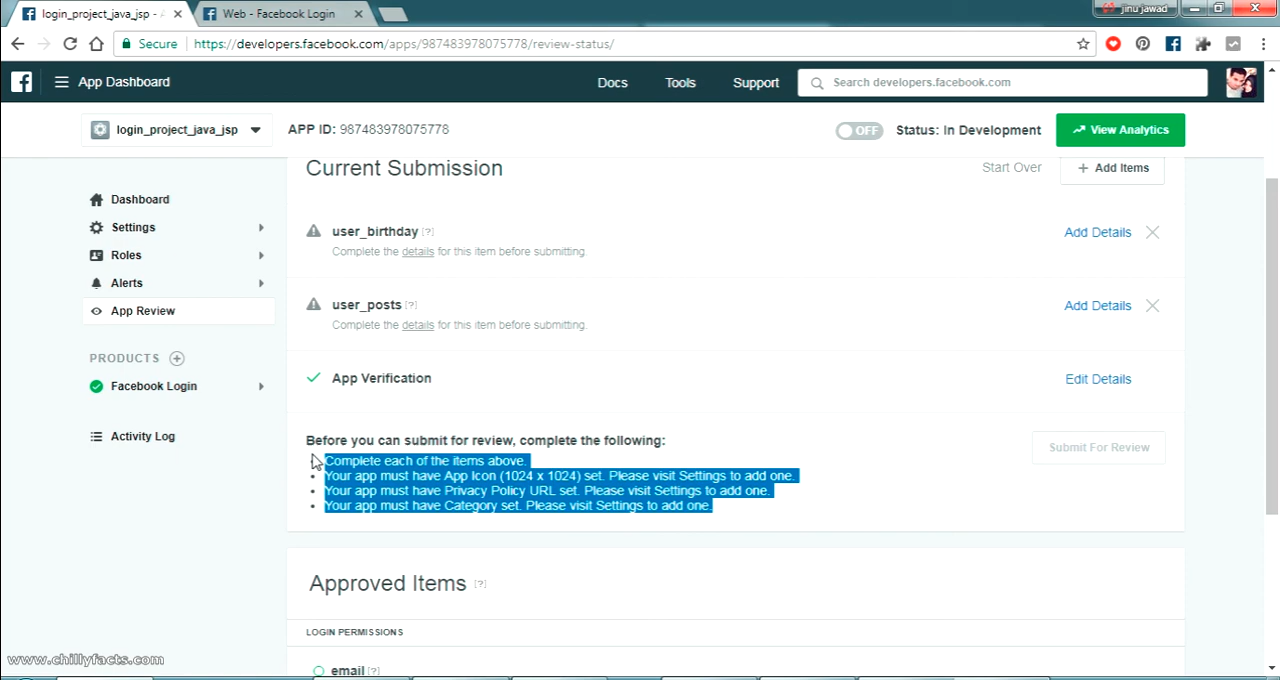 login_project_java_jsp - 
Web - Facebook Login
jinu jawad
Secure
https://developers.facebook.com/apps/987483978075778/review-status/
App Dashboard
Docs
Tools
Support
Search developers.facebook.com
login_project_java_jsp
APP ID: 987483978075778
OFF
Status: In Development
View Analytics
Current Submission
Start Over
+ Add Items
Dashboard
Settings
Roles
Alerts
App Review
PRODUCTS
Facebook Login
Activity Log
user_birthday [?]
Complete the details for this item before submitting.
Add Details
user_posts [?]
Complete the details for this item before submitting.
Add Details
App Verification
Edit Details
Before you can submit for review, complete the following:
Complete each of the items above.
• Your app must have App Icon (1024 x 1024) set. Please visit Settings to add one.
• Your app must have Privacy Policy URL set. Please visit Settings to add one.
• Your app must have Category set. Please visit Settings to add one.
Submit For Review
Approved Items [?]
LOGIN PERMISSIONS
email [?]
www.chillyfacts.com